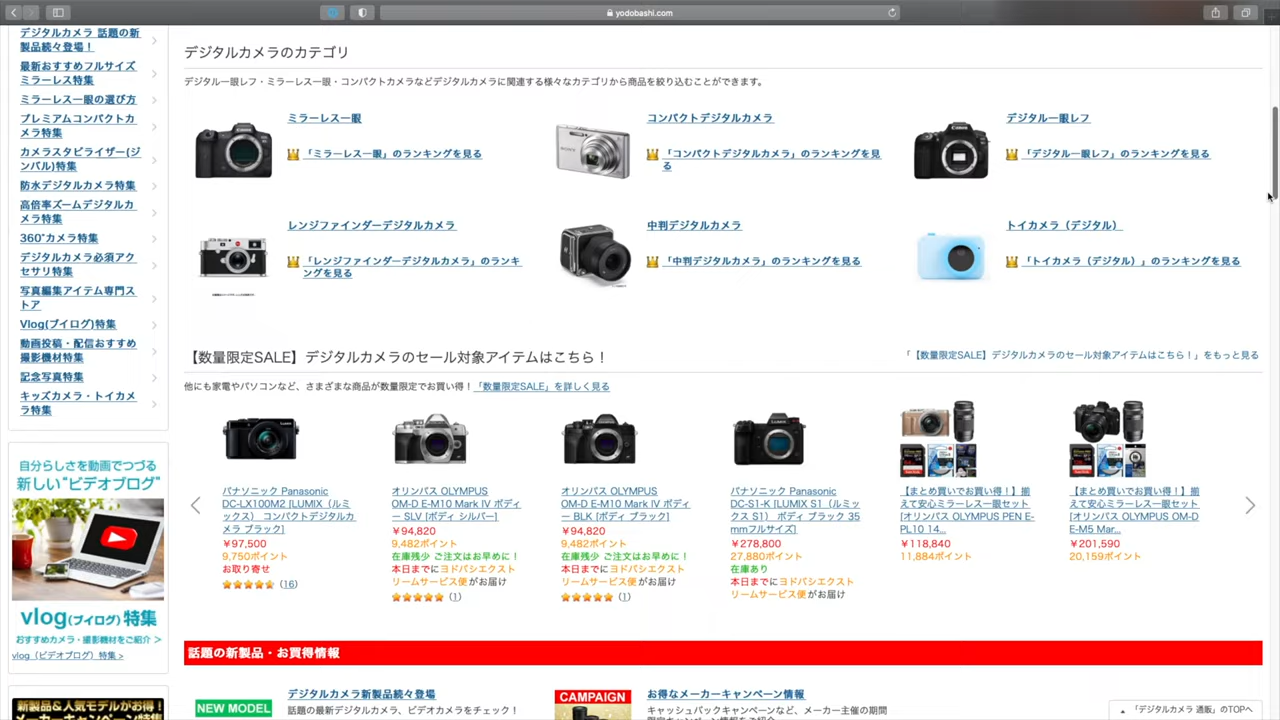 yodobashi.com
デジタルカメラ 話題の新
製品続々登場！
最新おすすめフルサイズ
ミラーレス特集
ミラーレス一眼の選び方
プレミアムコンパクトカ
メラ特集
カメラスタビライザー(ジ
ンバル)特集
防水デジタルカメラ特集
高倍率ズームデジタルカ
メラ特集
360°カメラ特集
デジタルカメラ必須アク
セサリ特集
写真編集アイテム専門ス
トア
Vlog(ブイログ)特集
動画投稿・配信おすすめ
撮影機材特集
記念写真特集
キッズカメラ・トイカメ
ラ特集
自分らしさを動画でつづる
新しい“ビデオブログ”
vlog(ブイログ)特集
おすすめカメラ・撮影機材をご紹介 >
vlog（ビデオブログ）特集 >
新製品&人気モデルがお得！
メーカーキャンペーン特集
デジタルカメラのカテゴリ
デジタル一眼レフ・ミラーレス一眼・コンパクトカメラなどデジタルカメラに関連する様々なカテゴリから商品を絞り込むことができます。
ミラーレス一眼
「ミラーレス一眼」のランキングを見る
コンパクトデジタルカメラ
「コンパクトデジタルカメラ」のランキングを見
る
デジタル一眼レフ
「デジタル一眼レフ」のランキングを見る
レンジファインダーデジタルカメラ
「レンジファインダーデジタルカメラ」のランキ
ングを見る
中判デジタルカメラ
「中判デジタルカメラ」のランキングを見る
トイカメラ（デジタル）
「トイカメラ（デジタル）」のランキングを見る
【数量限定SALE】デジタルカメラのセール対象アイテムはこちら！
「【数量限定SALE】デジタルカメラのセール対象アイテムはこちら！」をもっと見る
他にも家電やパソコンなど、さまざまな商品が数量限定でお買い得！「数量限定SALE」を詳しく見る
パナソニック Panasonic
DC-LX100M2 [LUMIX（ルミ
ックス） コンパクトデジタルカ
メラ ブラック]
￥97,500
9,750ポイント
お取り寄せ
(16)
オリンパス OLYMPUS
OM-D E-M10 Mark IV ボディ
ー SLV [ボディ シルバー]
￥94,820
9,482ポイント
在庫残少 ご注文はお早めに！
本日までにヨドバシエクスト
リームサービス便がお届け
(1)
オリンパス OLYMPUS
OM-D E-M10 Mark IV ボディ
ー BLK [ボディ ブラック]
￥94,820
9,482ポイント
在庫残少 ご注文はお早めに！
本日までにヨドバシエクスト
リームサービス便がお届け
(1)
パナソニック Panasonic
DC-S1-K [LUMIX S1（ルミッ
クス S1） ボディ ブラック 35
mmフルサイズ]
￥278,800
27,880ポイント
在庫あり
本日までにヨドバシエクスト
リームサービス便がお届け
【まとめ買いでお買い得！】揃
えて安心ミラーレス一眼セット
[オリンパス OLYMPUS PEN E-
PL10 14...
￥118,840
11,884ポイント
【まとめ買いでお買い得！】揃
えて安心ミラーレス一眼セット
[オリンパス OLYMPUS OM-D
E-M5 Mar...
￥201,590
20,159ポイント
話題の新製品・お買得情報
NEW MODEL
デジタルカメラ新製品続々登場
話題の最新デジタルカメラ、ビデオカメラをチェック！
CAMPAIGN
お得なメーカーキャンペーン情報
キャッシュバックキャンペーンなど、メーカー主催の期間
「デジタルカメラ 通販」のTOPへ